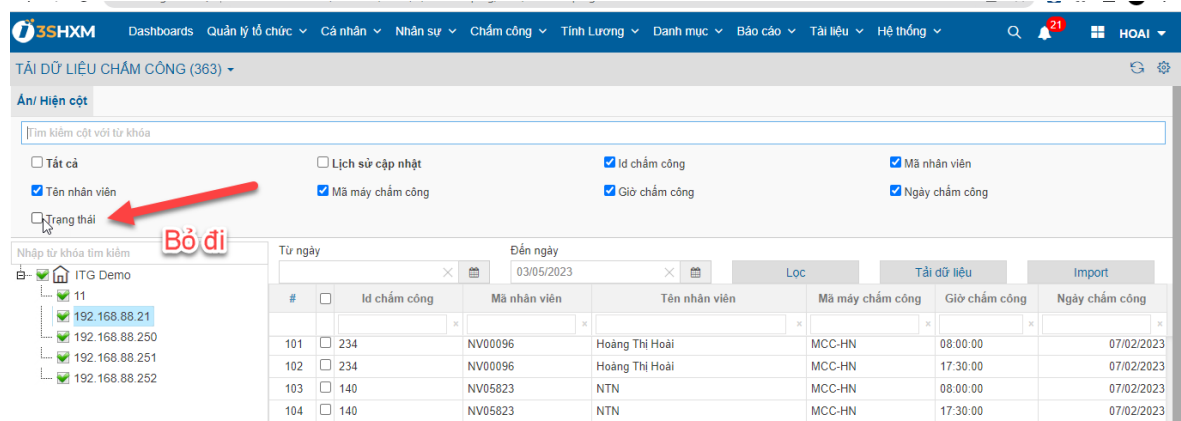 3SHXM Dashboards Quản lý tổ chức Cá nhân Nhân sự Chấm công Tính Lương Danh mục Báo cáo Tài liệu Hệ thống 21 HOAI
TẢI DỮ LIỆU CHẤM CÔNG (363)
Ẩn/ Hiện cột
Tìm kiếm cột với từ khóa
Tất cả Lịch sử cập nhật Id chấm công Mã nhân viên
Tên nhân viên Mã máy chấm công Giờ chấm công Ngày chấm công
Trạng thái
Bỏ đi
Nhập từ khóa tìm kiếm
ITG Demo
11
192.168.88.21
192.168.88.250
192.168.88.251
192.168.88.252
Từ ngày Đến ngày
03/05/2023 Lọc Tải dữ liệu Import
# Id chấm công Mã nhân viên Tên nhân viên Mã máy chấm công Giờ chấm công Ngày chấm công
101 234 NV00096 Hoàng Thị Hoài MCC-HN 08:00:00 07/02/2023
102 234 NV00096 Hoàng Thị Hoài MCC-HN 17:30:00 07/02/2023
103 140 NV05823 NTN MCC-HN 08:00:00 07/02/2023
104 140 NV05823 NTN MCC-HN 17:30:00 07/02/2023